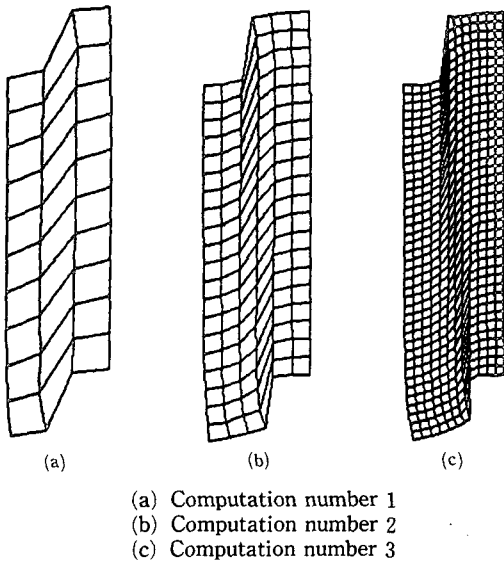 (a)
(b)
(c)
(a) Computation number 1
(b) Computation number 2
(c) Computation number 3